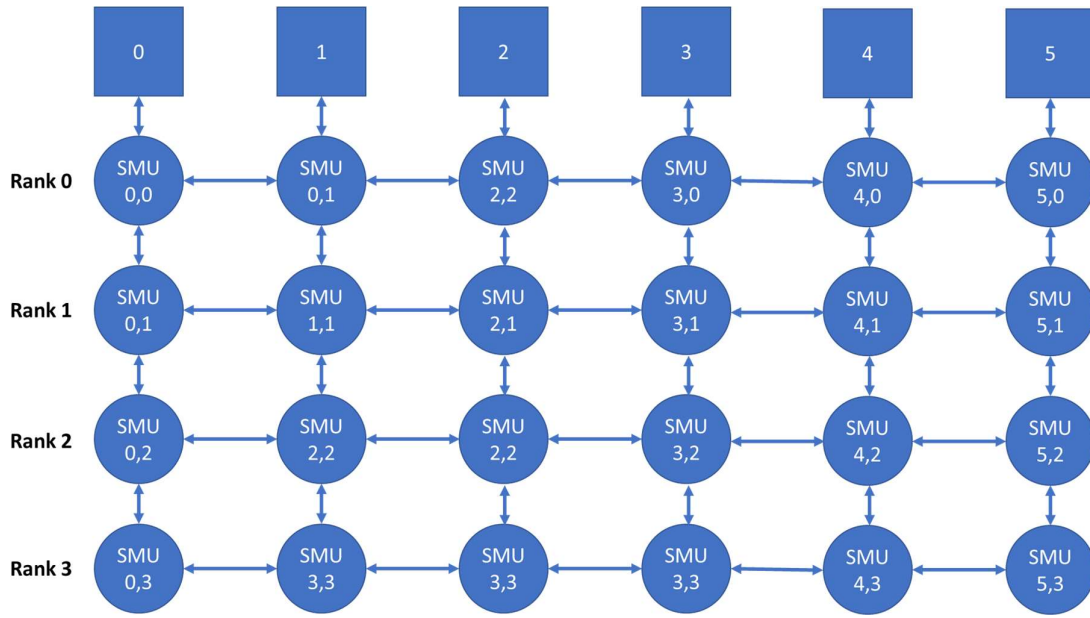 0
1
2
3
4
5
Rank 0
SMU
0,0
SMU
0,1
SMU
2,2
SMU
3,0
SMU
4,0
SMU
5,0
Rank 1
SMU
0,1
SMU
1,1
SMU
2,1
SMU
3,1
SMU
4,1
SMU
5,1
Rank 2
SMU
0,2
SMU
2,2
SMU
2,2
SMU
3,2
SMU
4,2
SMU
5,2
Rank 3
SMU
0,3
SMU
3,3
SMU
3,3
SMU
3,3
SMU
4,3
SMU
5,3